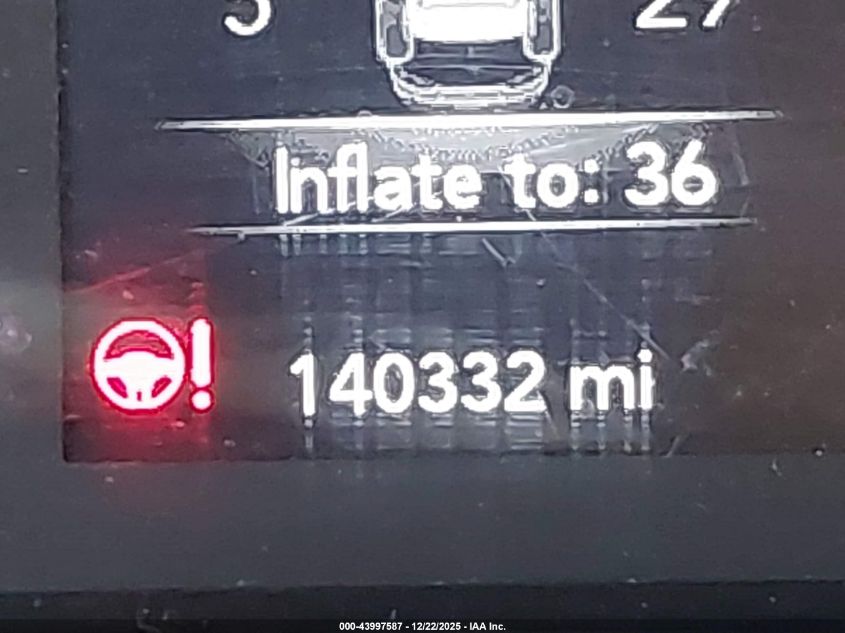 Inflate to: 36
140332 mi
000-43997587 - 12/22/2025 - IAA Inc.